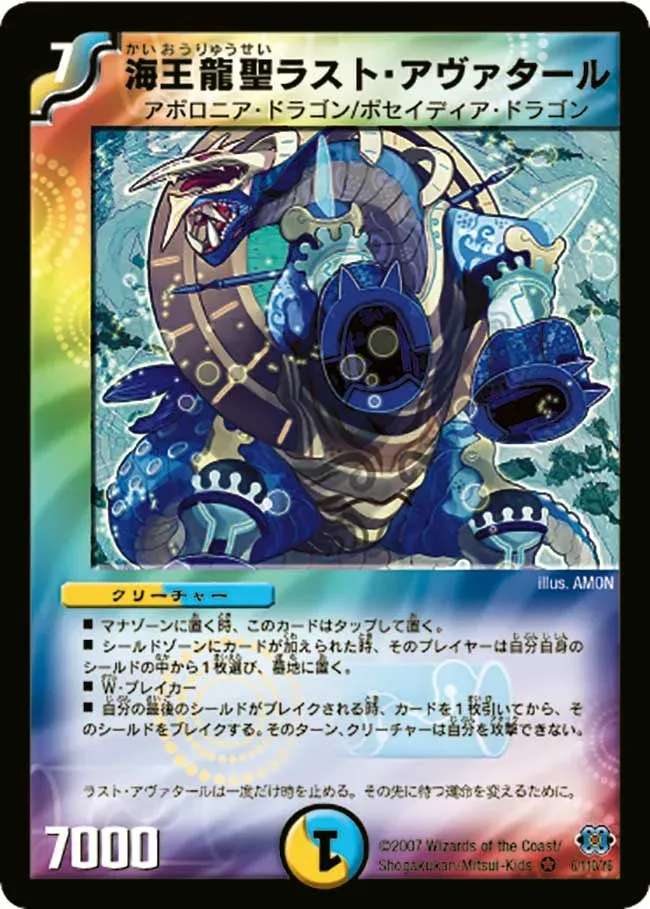 7
かいおうりゅうせい
海王龍聖ラスト・アヴァタール
アポロニア・ドラゴン/ポセイディア・ドラゴン
illus. AMON
クリーチャー
■ マナゾーンに置く時、このカードはタップして置く。
■ シールドゾーンにカードが加えられた時、そのプレイヤーは自分自身の
シールドの中から1枚選び、墓地に置く。
■ W・ブレイカー
■ 自分の最後のシールドがブレイクされる時、カードを1枚引いてから、そ
のシールドをブレイクする。そのターン、クリーチャーは自分を攻撃できない。
ラスト・アヴァタールは一度だけ時を止める。その先に待つ運命を変えるために。
7000
1
©2007 Wizards of the Coast/
Shogakukan/Mitsui-Kids
6/110/Y6